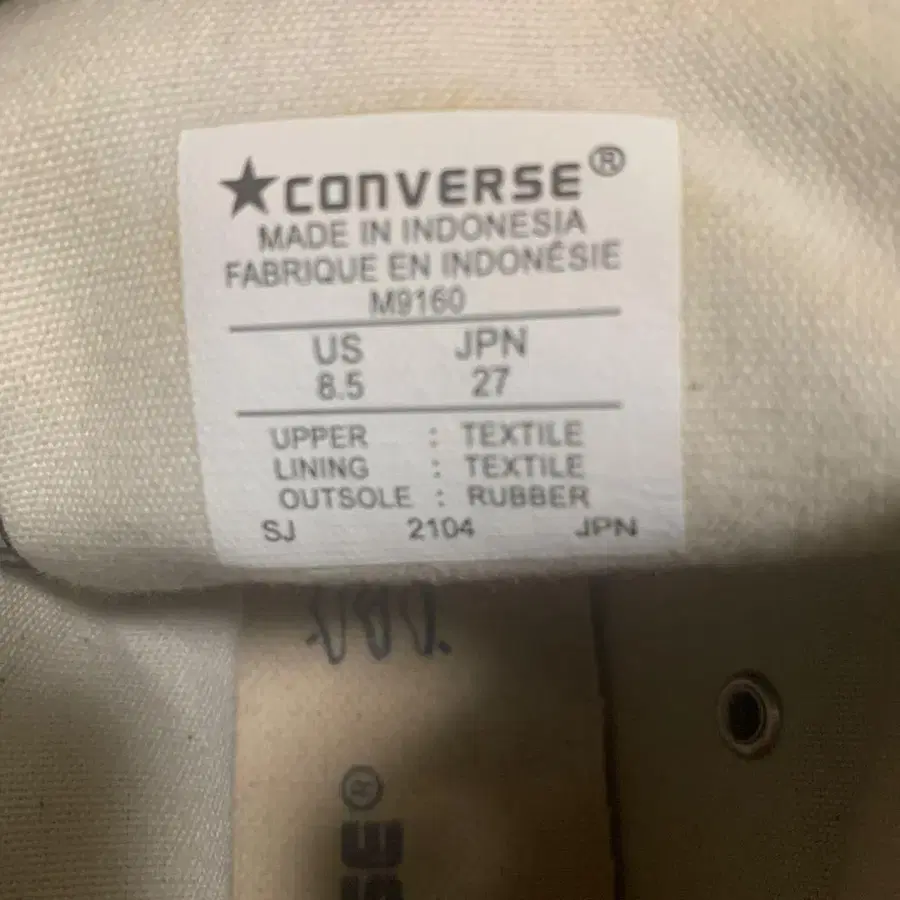 ★CONVERSE®
MADE IN INDONESIA
FABRIQUE EN INDONÉSIE
M9160
US JPN
8.5 27
UPPER : TEXTILE
LINING : TEXTILE
OUTSOLE : RUBBER
SJ 2104 JPN